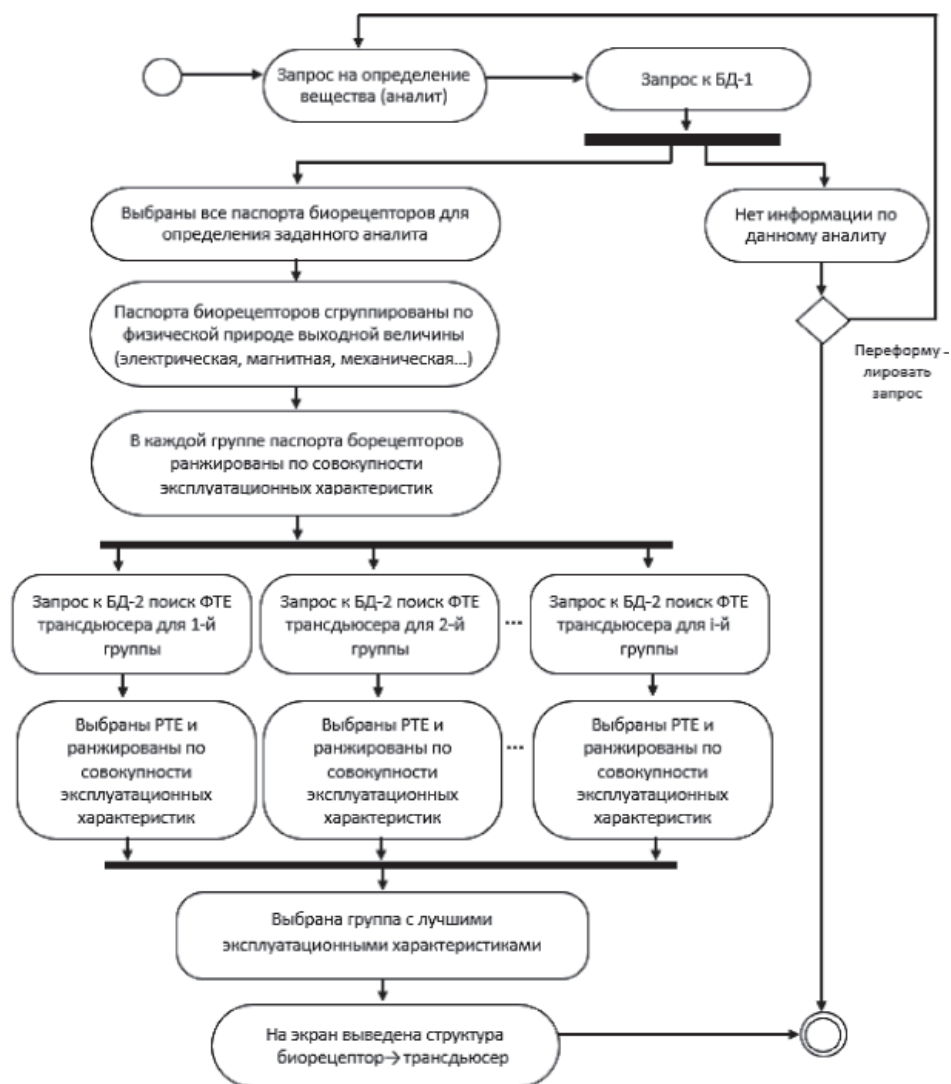 Запрос на определение
вещества (аналит)
Запрос к БД-1
Выбраны все паспорта биорецепторов для
определения заданного аналита
Нет информации по
данному аналиту
Паспорта биорецепторов сгруппированы по
физической природе выходной величины
(электрическая, магнитная, механическая...)
Переформу -
лировать
запрос
В каждой группе паспорта борецепторов
ранжированы по совокупности
эксплуатационных характеристик
Запрос к БД-2 поиск ФТЕ
трансдьюсера для 1-й
группы
Запрос к БД-2 поиск ФТЕ
трансдьюсера для 2-й
группы
...
Запрос к БД-2 поиск ФТЕ
трансдьюсера для i-й
группы
Выбраны РТЕ и
ранжированы по
совокупности
эксплуатационных
характеристик
Выбраны РТЕ и
ранжированы по
совокупности
эксплуатационных
характеристик
...
Выбраны РТЕ и
ранжированы по
совокупности
эксплуатационных
характеристик
Выбрана группа с лучшими
эксплуатационными характеристиками
На экран выведена структура
биорецептор→трансдьюсер